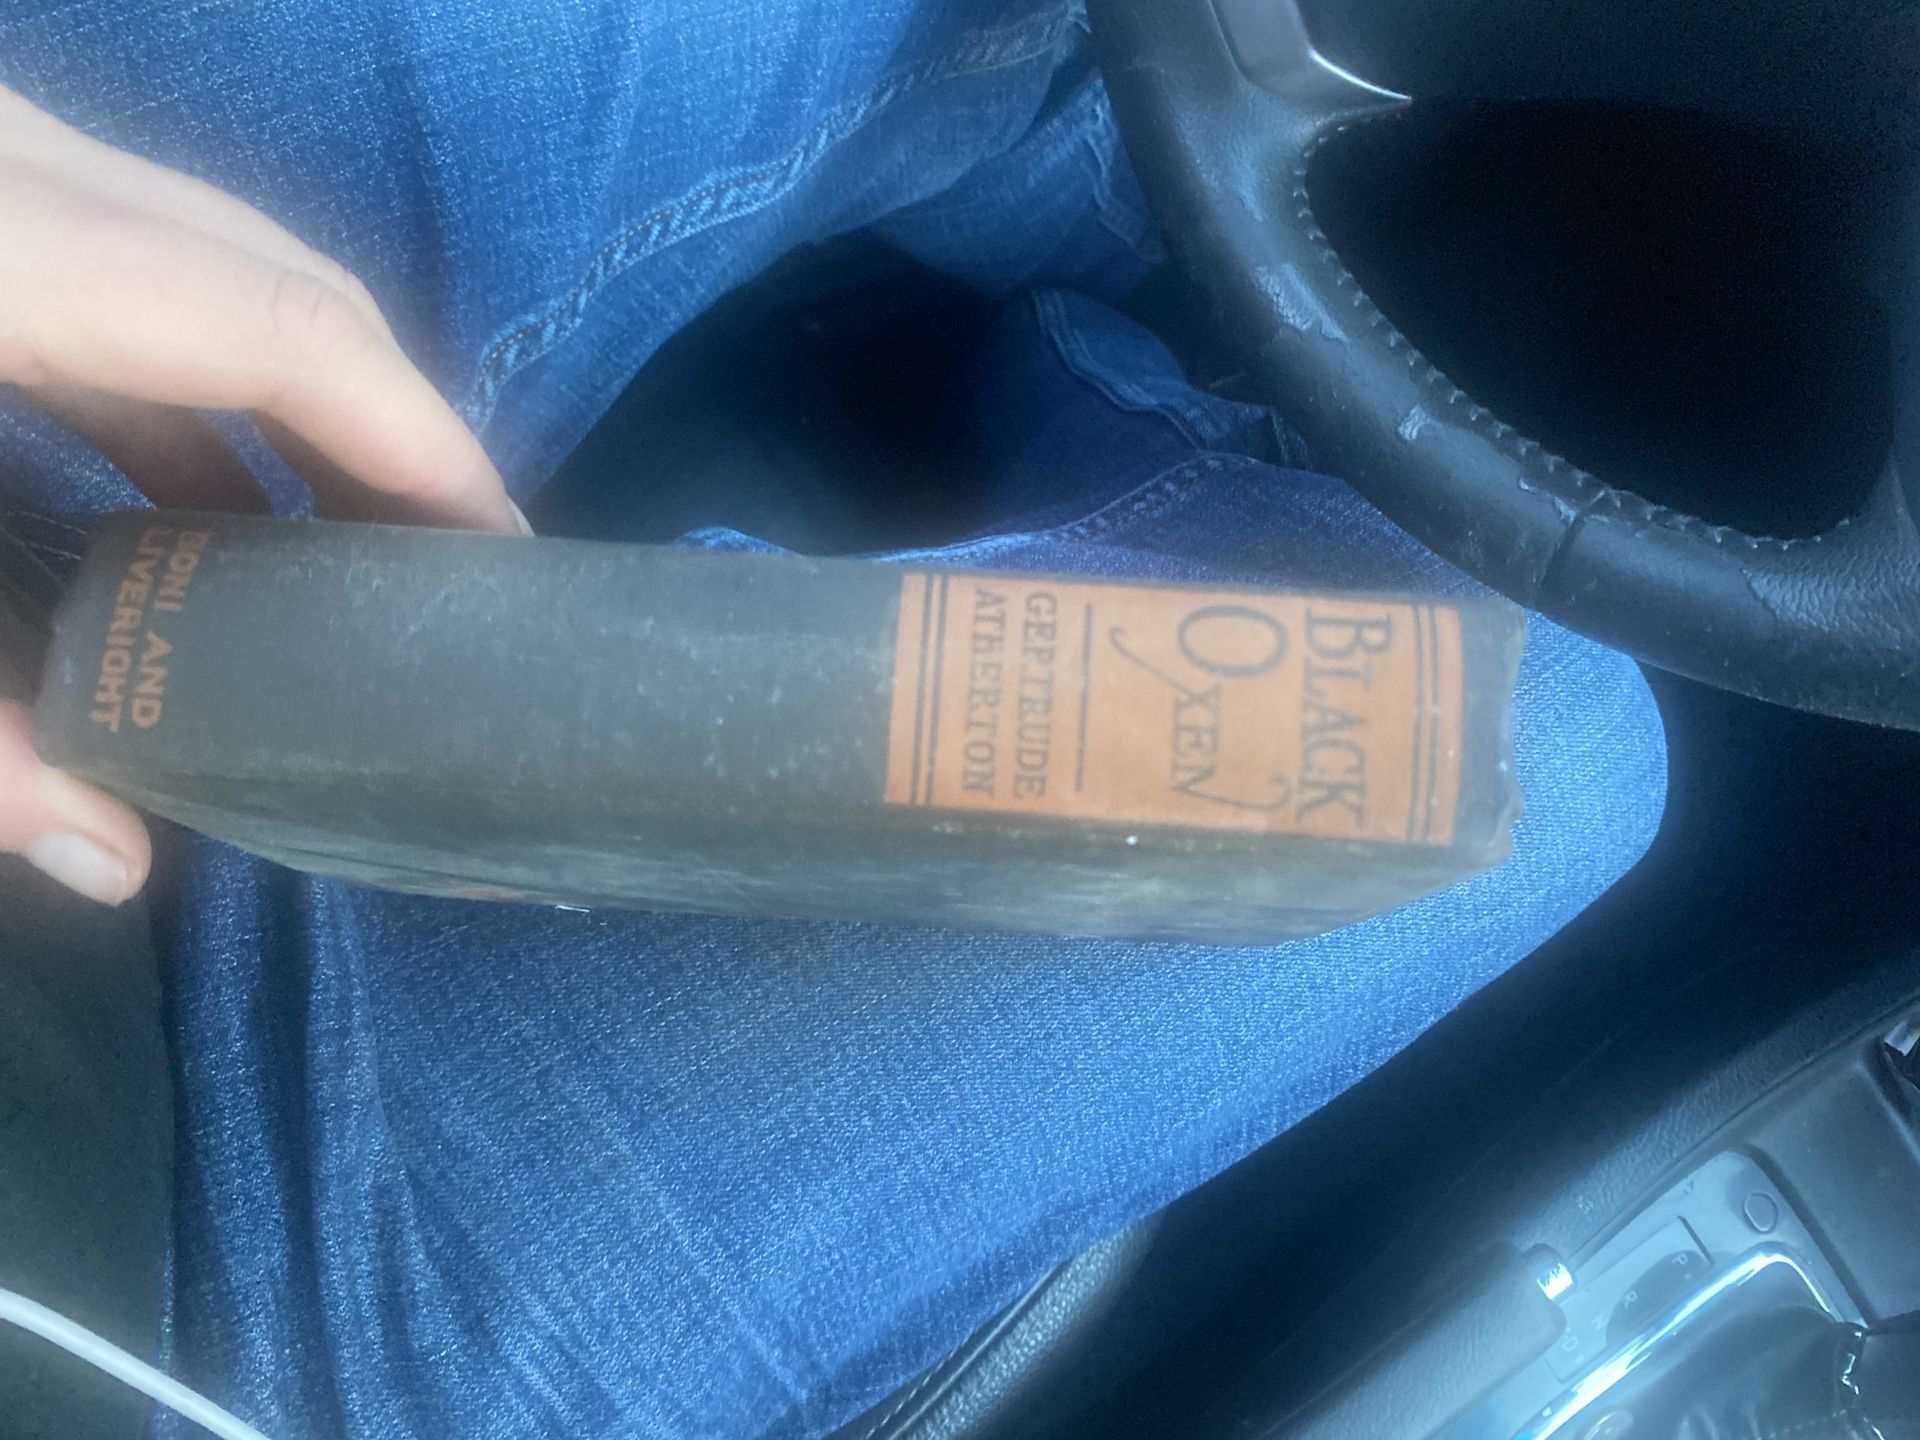 BLACK
OXEN
GERTRUDE
ATHERTON
BONI AND
LIVERIGHT
P
R
N
D